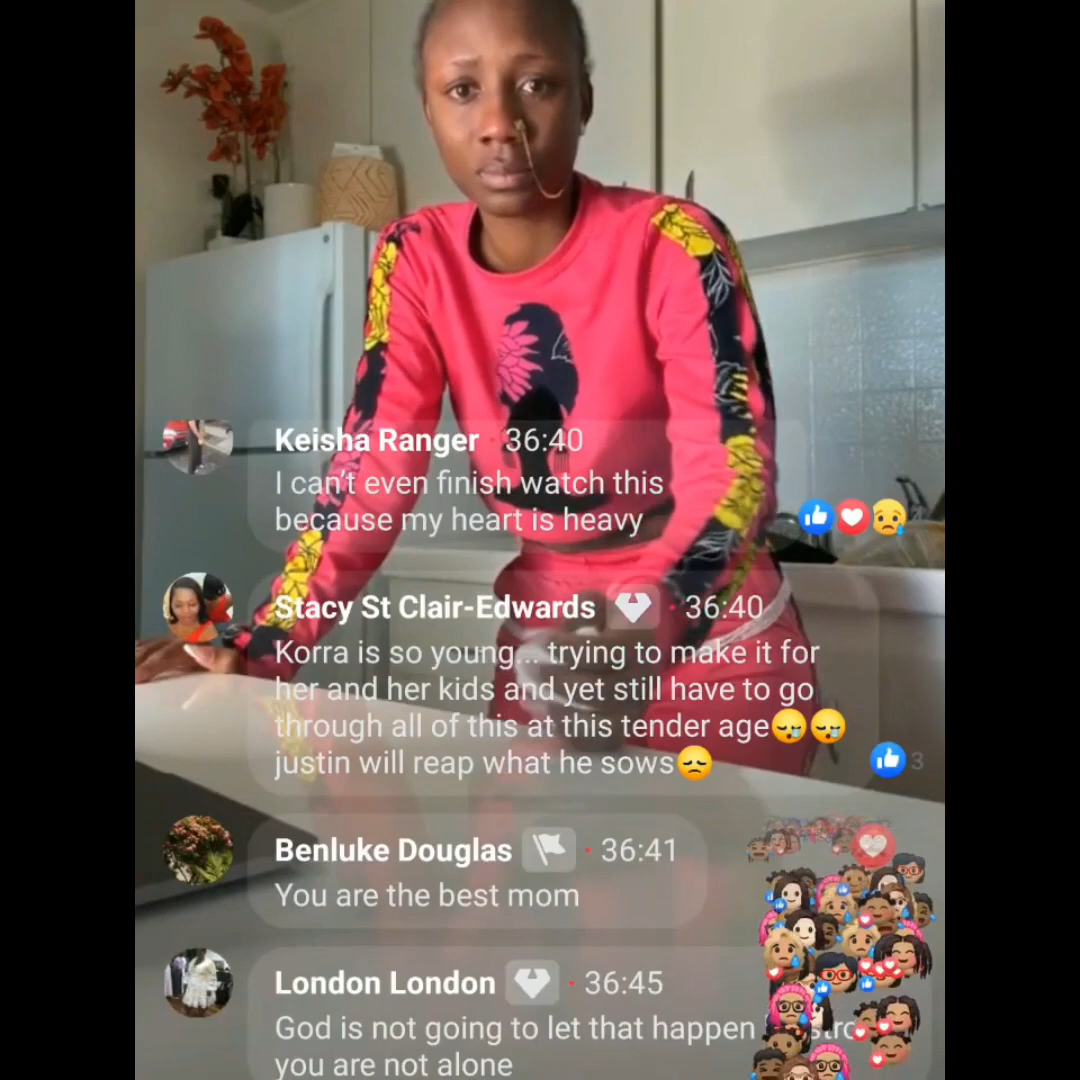 Keisha Ranger · 36:40
I can't even finish watch this
because my heart is heavy
Stacy St Clair-Edwards · 36:40
Korra is so young... trying to make it for
her and her kids and yet still have to go
through all of this at this tender age😪😪
justin will reap what he sows😞
3
Benluke Douglas · 36:41
You are the best mom
London London · 36:45
God is not going to let that happen
you are not alone